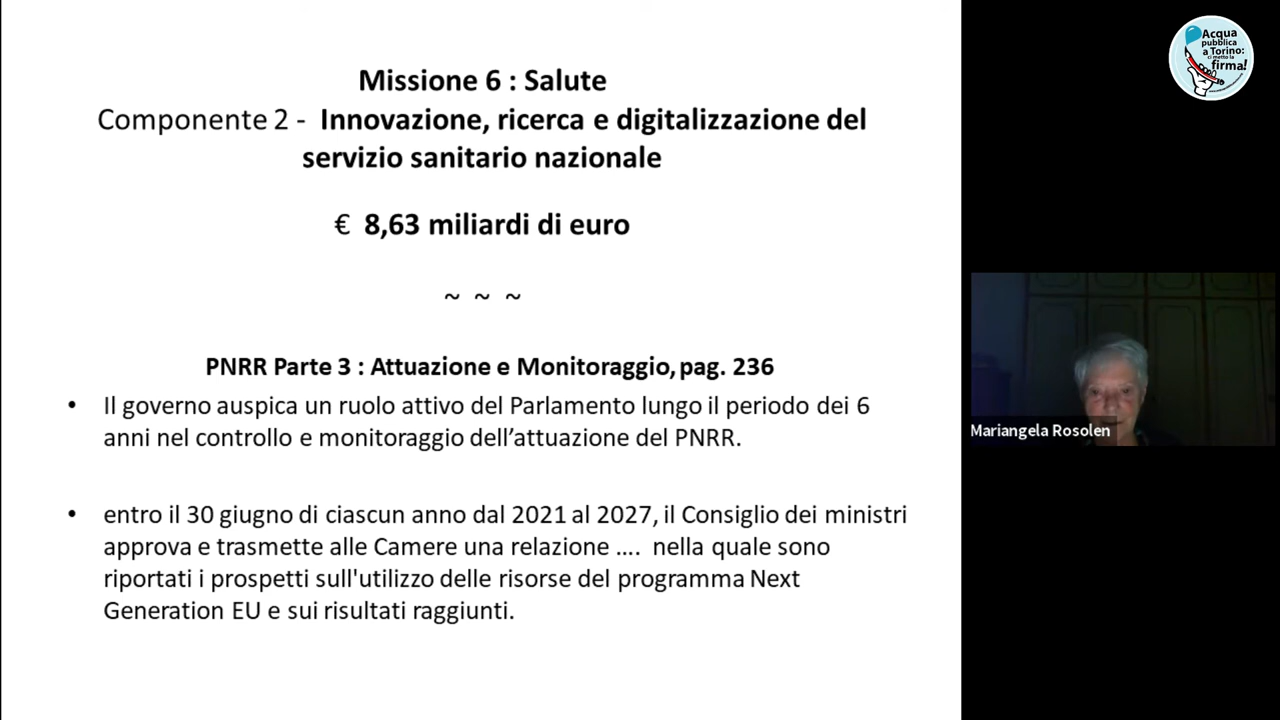 Missione 6 : Salute
Componente 2 - Innovazione, ricerca e digitalizzazione del
servizio sanitario nazionale
€ 8,63 miliardi di euro
~ ~ ~
PNRR Parte 3 : Attuazione e Monitoraggio, pag. 236
• Il governo auspica un ruolo attivo del Parlamento lungo il periodo dei 6
anni nel controllo e monitoraggio dell’attuazione del PNRR.
• entro il 30 giugno di ciascun anno dal 2021 al 2027, il Consiglio dei ministri
approva e trasmette alle Camere una relazione .... nella quale sono
riportati i prospetti sull'utilizzo delle risorse del programma Next
Generation EU e sui risultati raggiunti.
Acqua
pubblica
a Torino:
ci metto la
firma!
Mariangela Rosolen